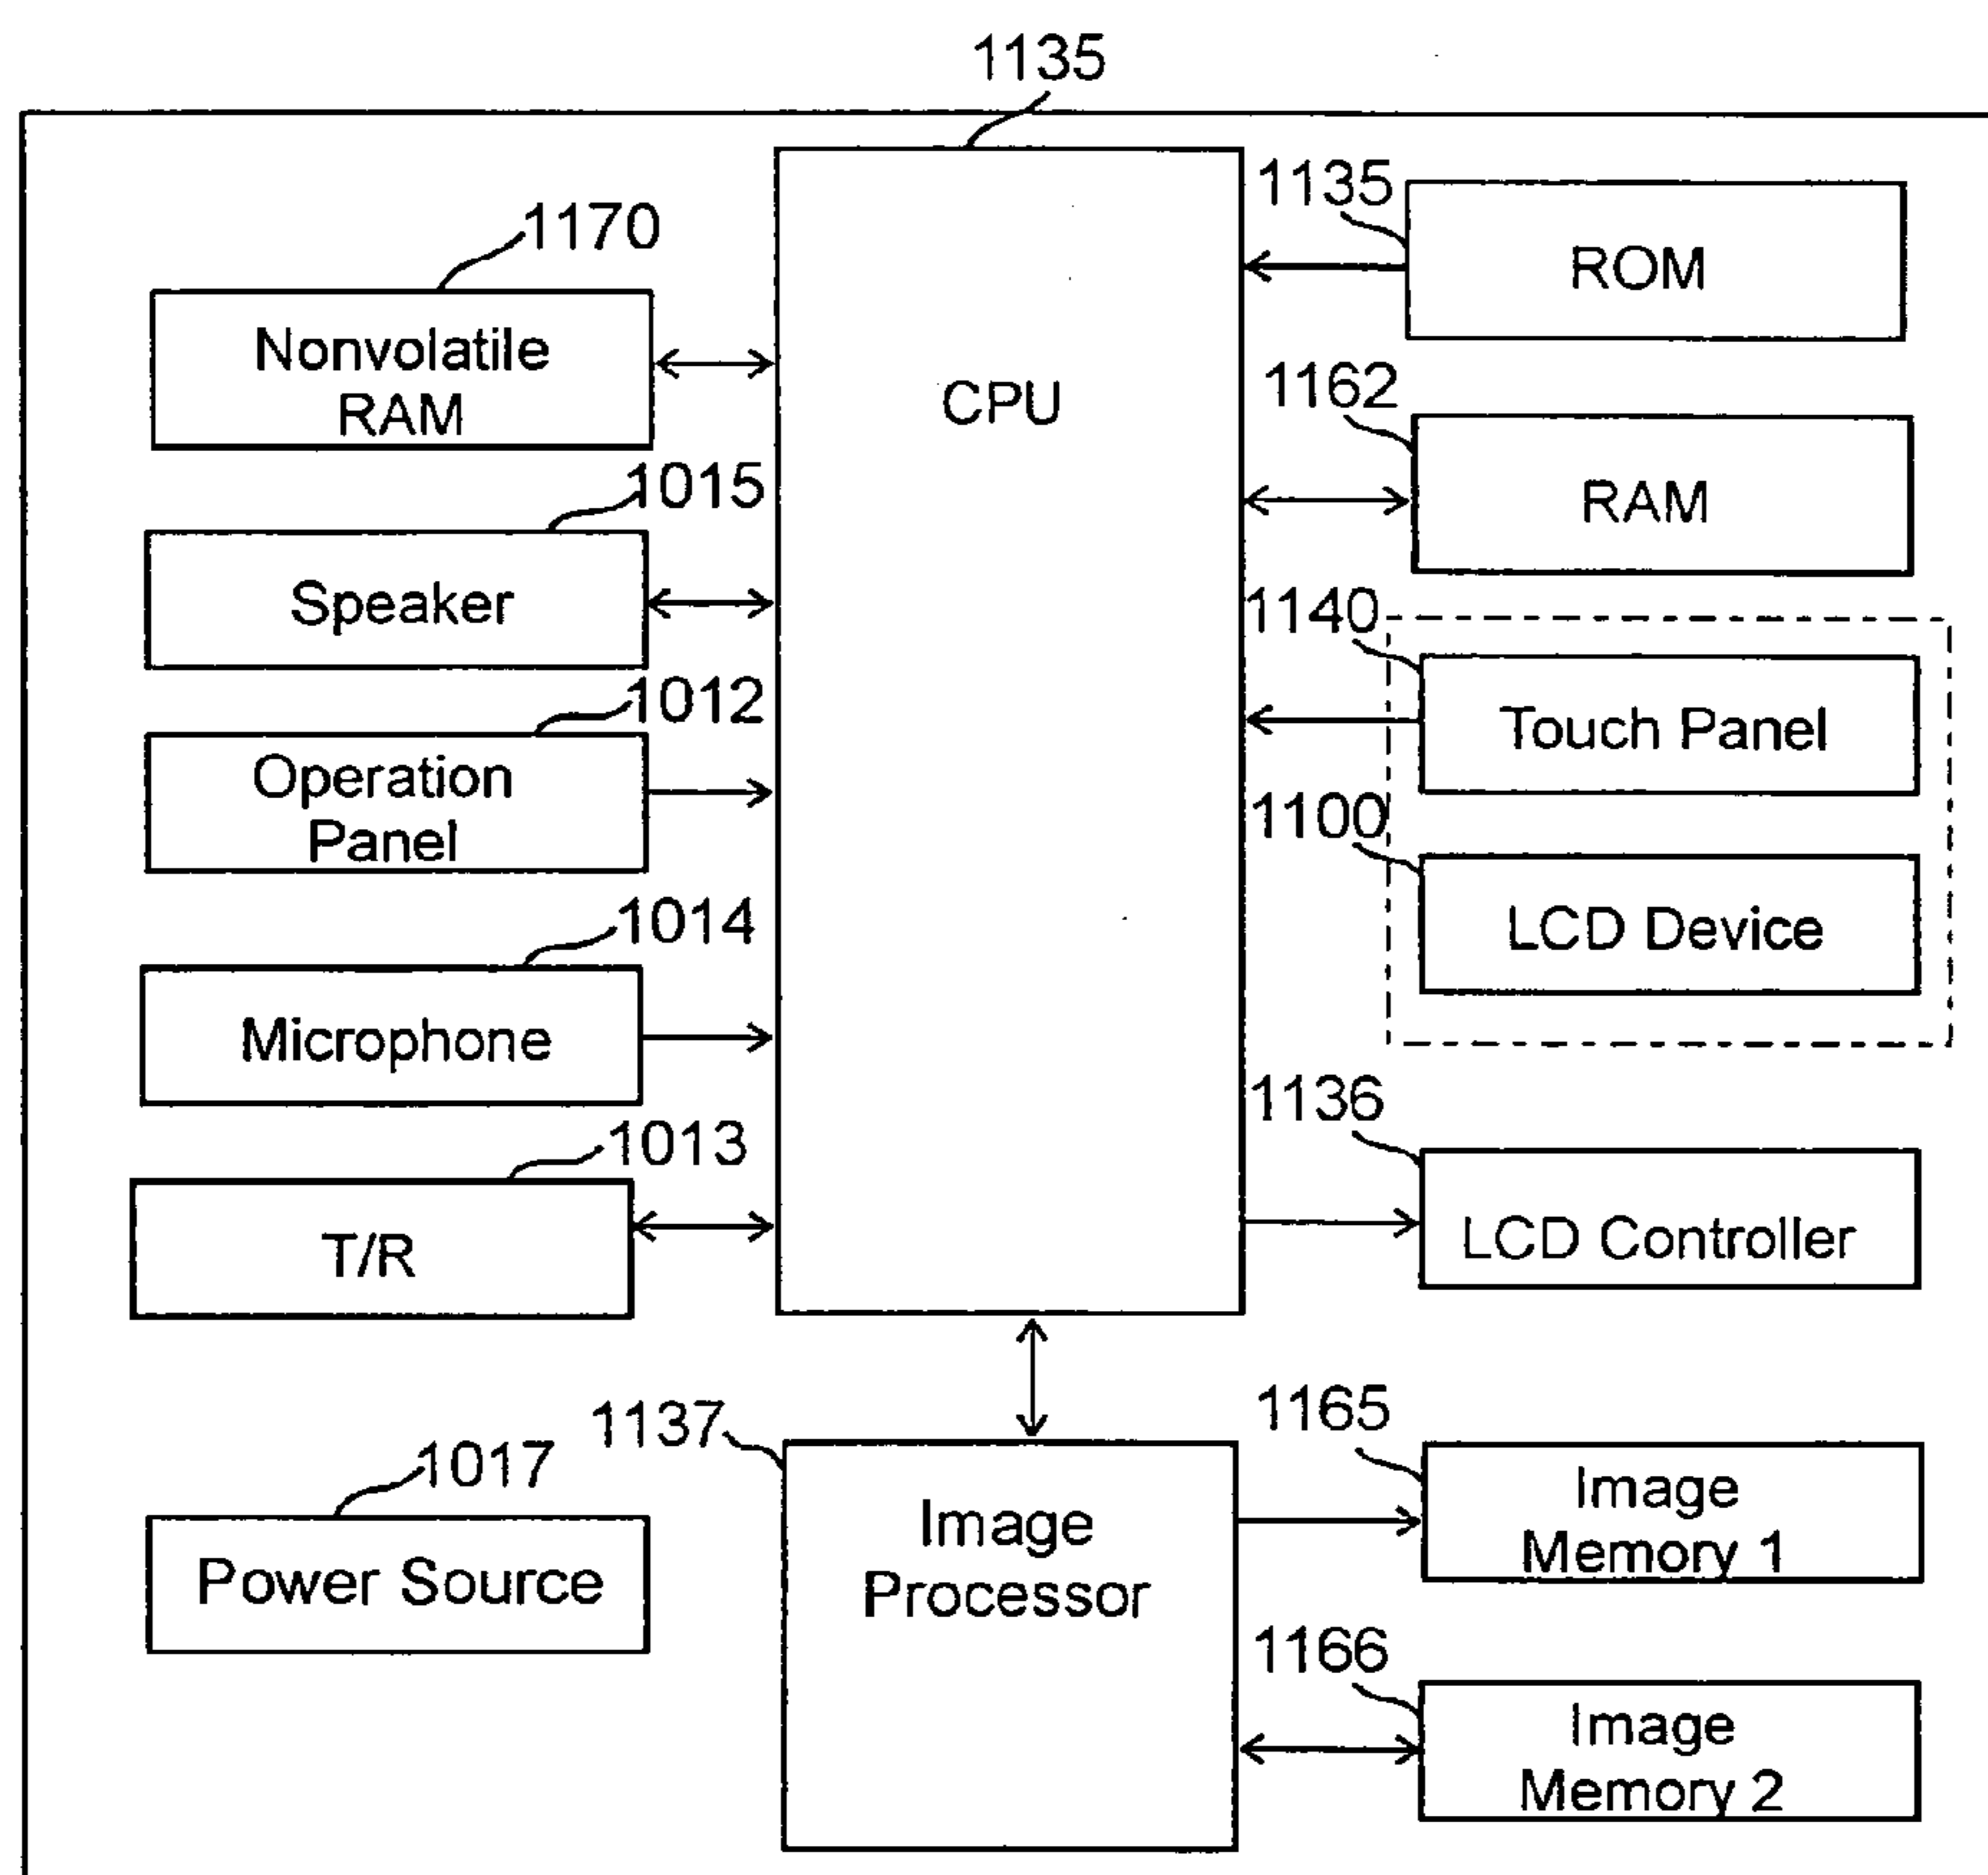 1135
1135
ROM
1170
Nonvolatile
RAM
CPU
1162
RAM
1015
Speaker
1140
Touch Panel
1012
Operation
Panel
1100
LCD Device
1014
Microphone
1136
LCD Controller
1013
T/R
1137
Image
Processor
1165
Image
Memory 1
1017
Power Source
1166
Image
Memory 2